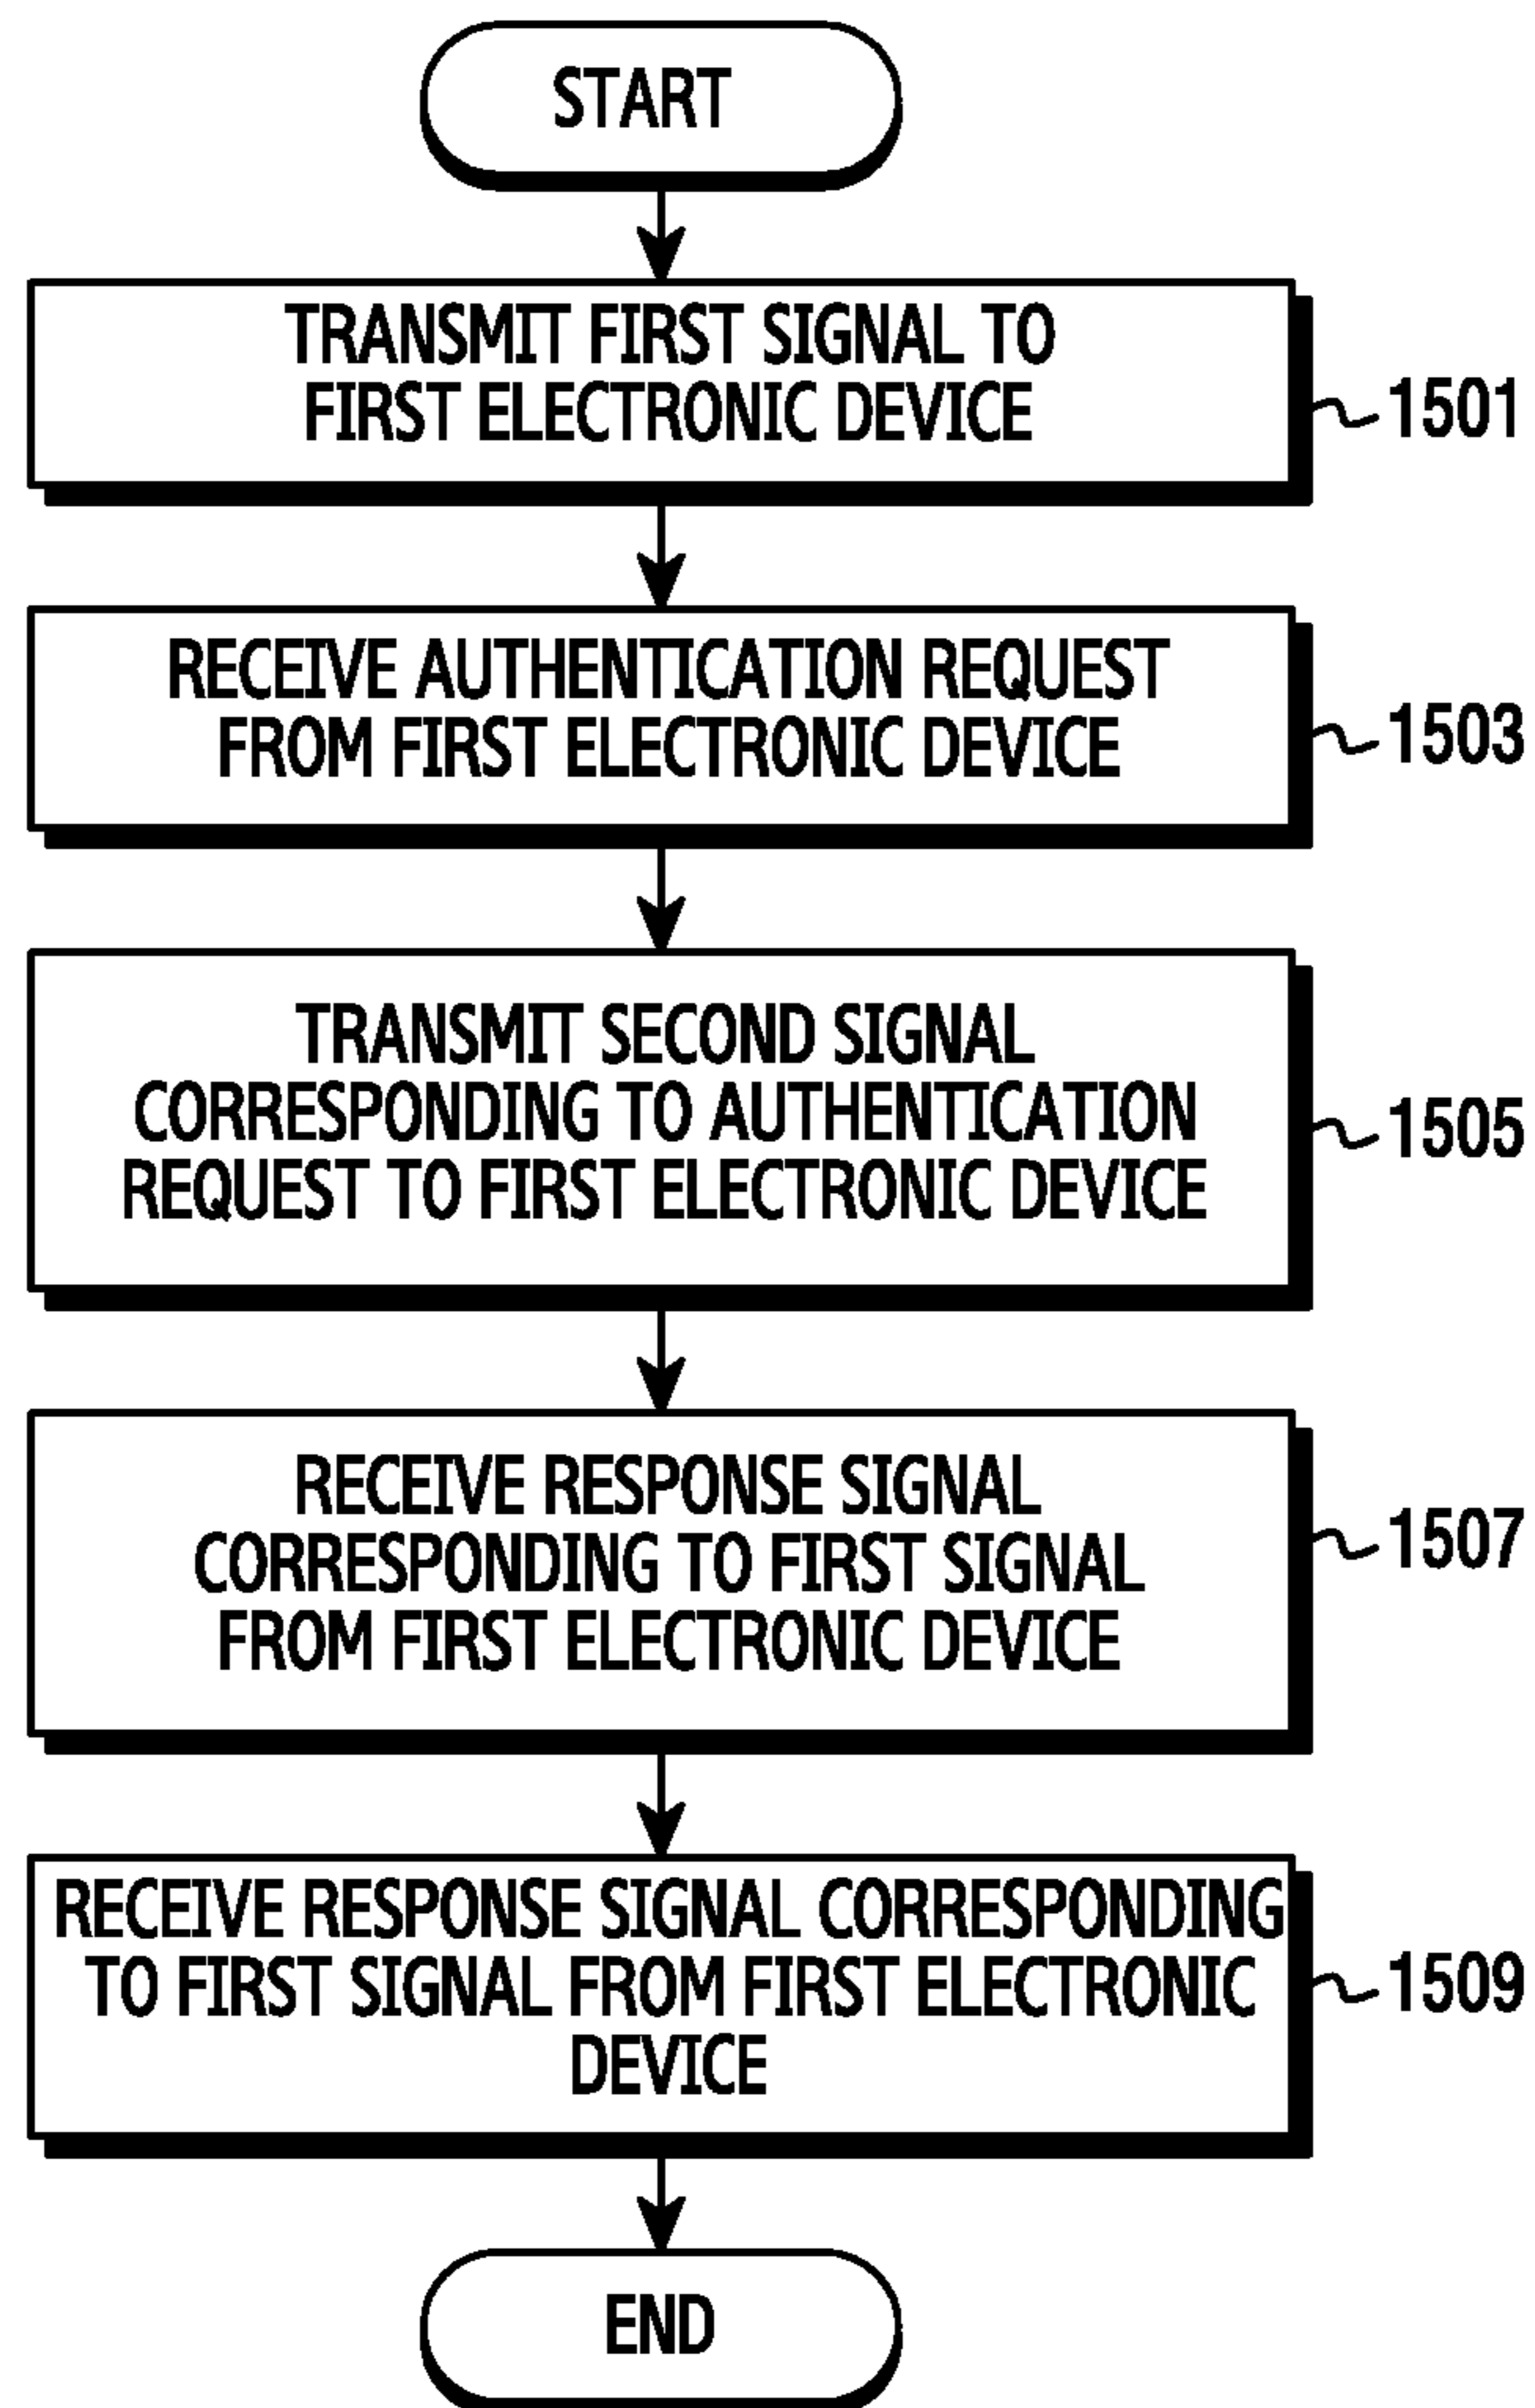 START
TRANSMIT FIRST SIGNAL TO
FIRST ELECTRONIC DEVICE
1501
RECEIVE AUTHENTICATION REQUEST
FROM FIRST ELECTRONIC DEVICE
1503
TRANSMIT SECOND SIGNAL
CORRESPONDING TO AUTHENTICATION
REQUEST TO FIRST ELECTRONIC DEVICE
1505
RECEIVE RESPONSE SIGNAL
CORRESPONDING TO FIRST SIGNAL
FROM FIRST ELECTRONIC DEVICE
1507
RECEIVE RESPONSE SIGNAL CORRESPONDING
TO FIRST SIGNAL FROM FIRST ELECTRONIC
DEVICE
1509
END